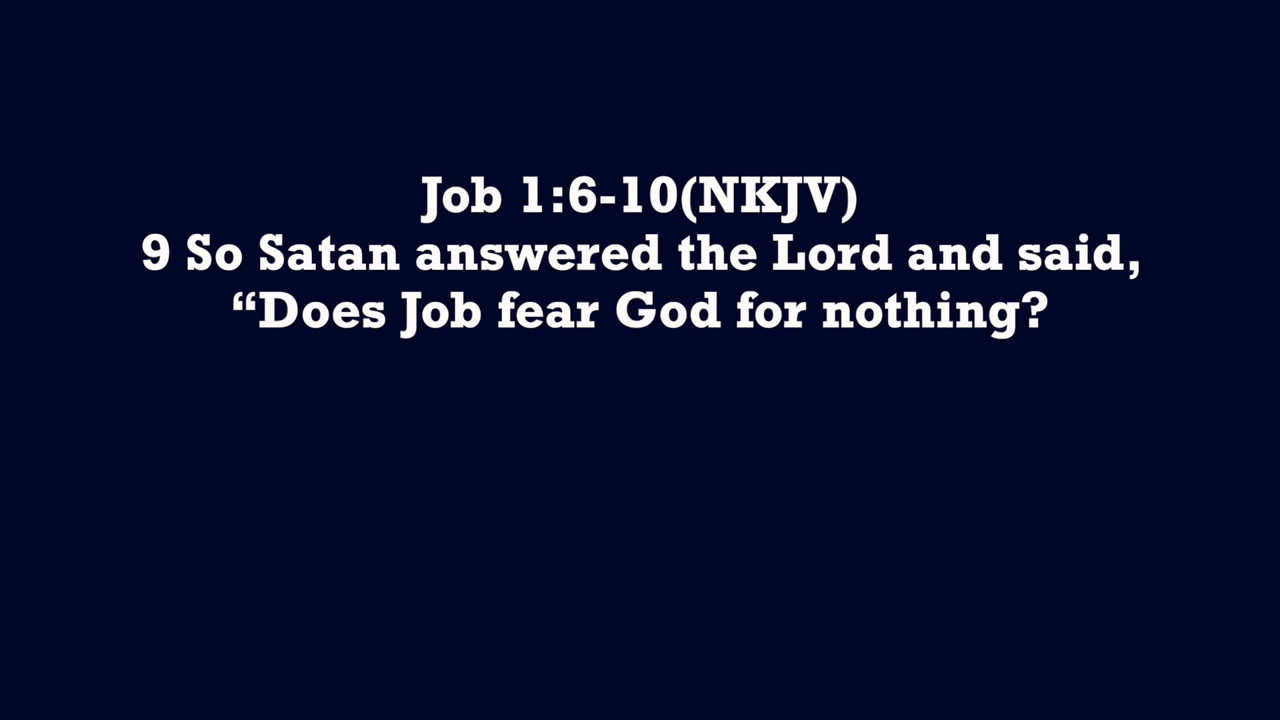 Job 1:6-10(NKJV)
9 So Satan answered the Lord and said,
“Does Job fear God for nothing?